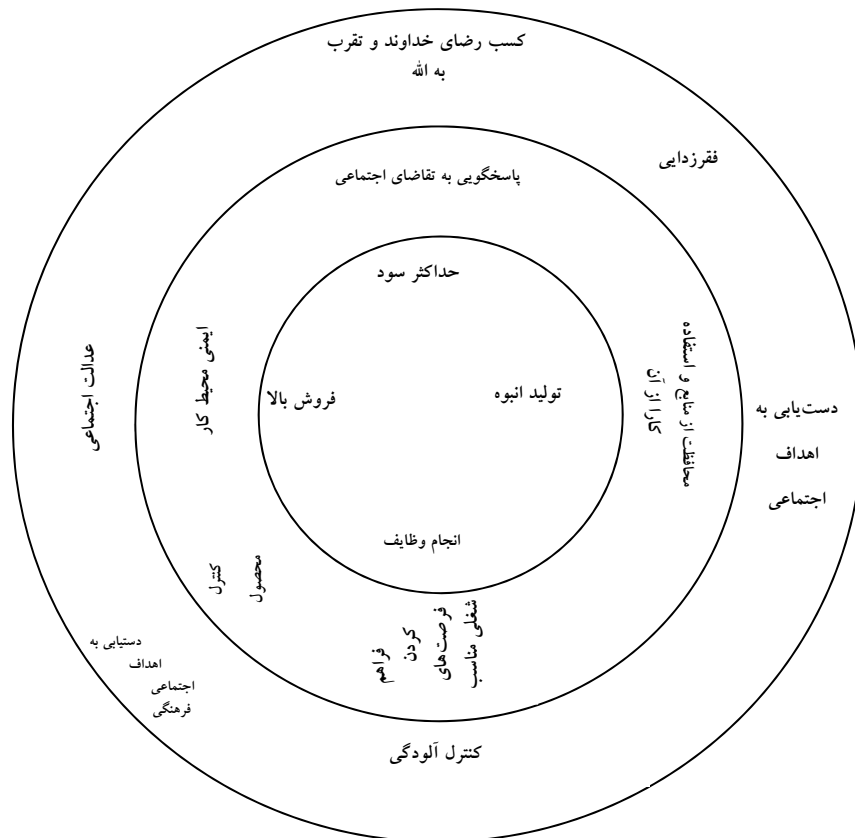 کسب رضای خداوند و تقرب
به الله
فقرزدایی
پاسخگویی به تقاضای اجتماعی
حداکثر سود
عدالت اجتماعی
ایمنی محیط کار
محافظت از منابع و استفاده
کارا از آن
تولید انبوه
فروش بالا
دست‌یابی به
اهداف
اجتماعی
انجام وظایف
کنترل
محصول
فراهم
کردن
فرصت‌های
شغلی مناسب
دستیابی به
اهداف
اجتماعی
فرهنگی
کنترل آلودگی